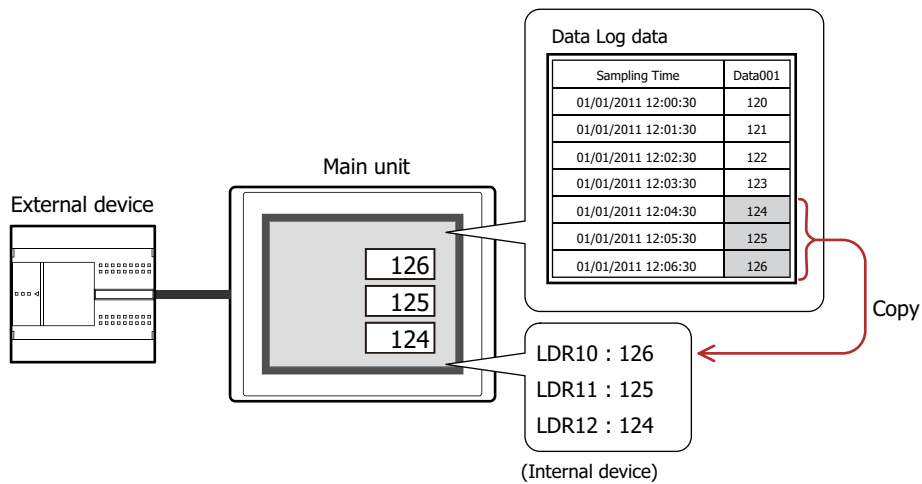 Data Log data
Sampling Time Data001
01/01/2011 12:00:30 120
01/01/2011 12:01:30 121
01/01/2011 12:02:30 122
01/01/2011 12:03:30 123
01/01/2011 12:04:30 124
01/01/2011 12:05:30 125
01/01/2011 12:06:30 126
Main unit
External device
126
125
124
Copy
LDR10 : 126
LDR11 : 125
LDR12 : 124
(Internal device)